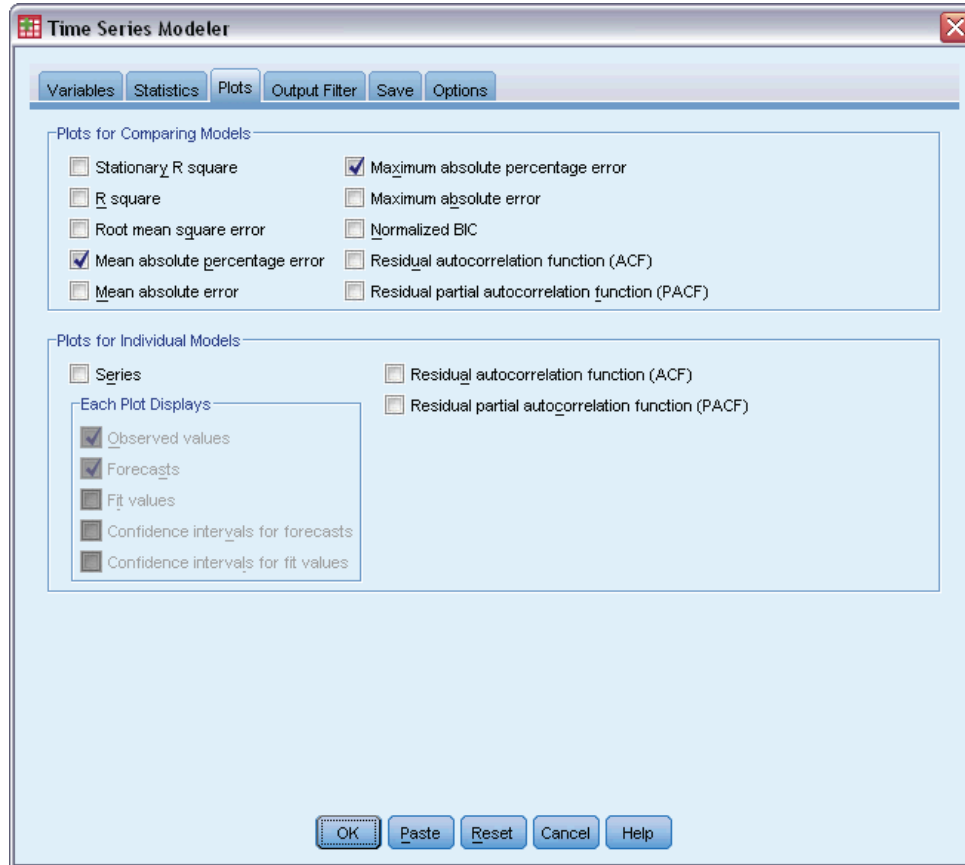 Time Series Modeler
Variables Statistics Plots Output Filter Save Options
Plots for Comparing Models
Stationary R square
R square
Root mean square error
Mean absolute percentage error
Mean absolute error
Maximum absolute percentage error
Maximum absolute error
Normalized BIC
Residual autocorrelation function (ACF)
Residual partial autocorrelation function (PACF)
Plots for Individual Models
Series
Each Plot Displays
Observed values
Forecasts
Fit values
Confidence intervals for forecasts
Confidence intervals for fit values
Residual autocorrelation function (ACF)
Residual partial autocorrelation function (PACF)
OK Paste Reset Cancel Help